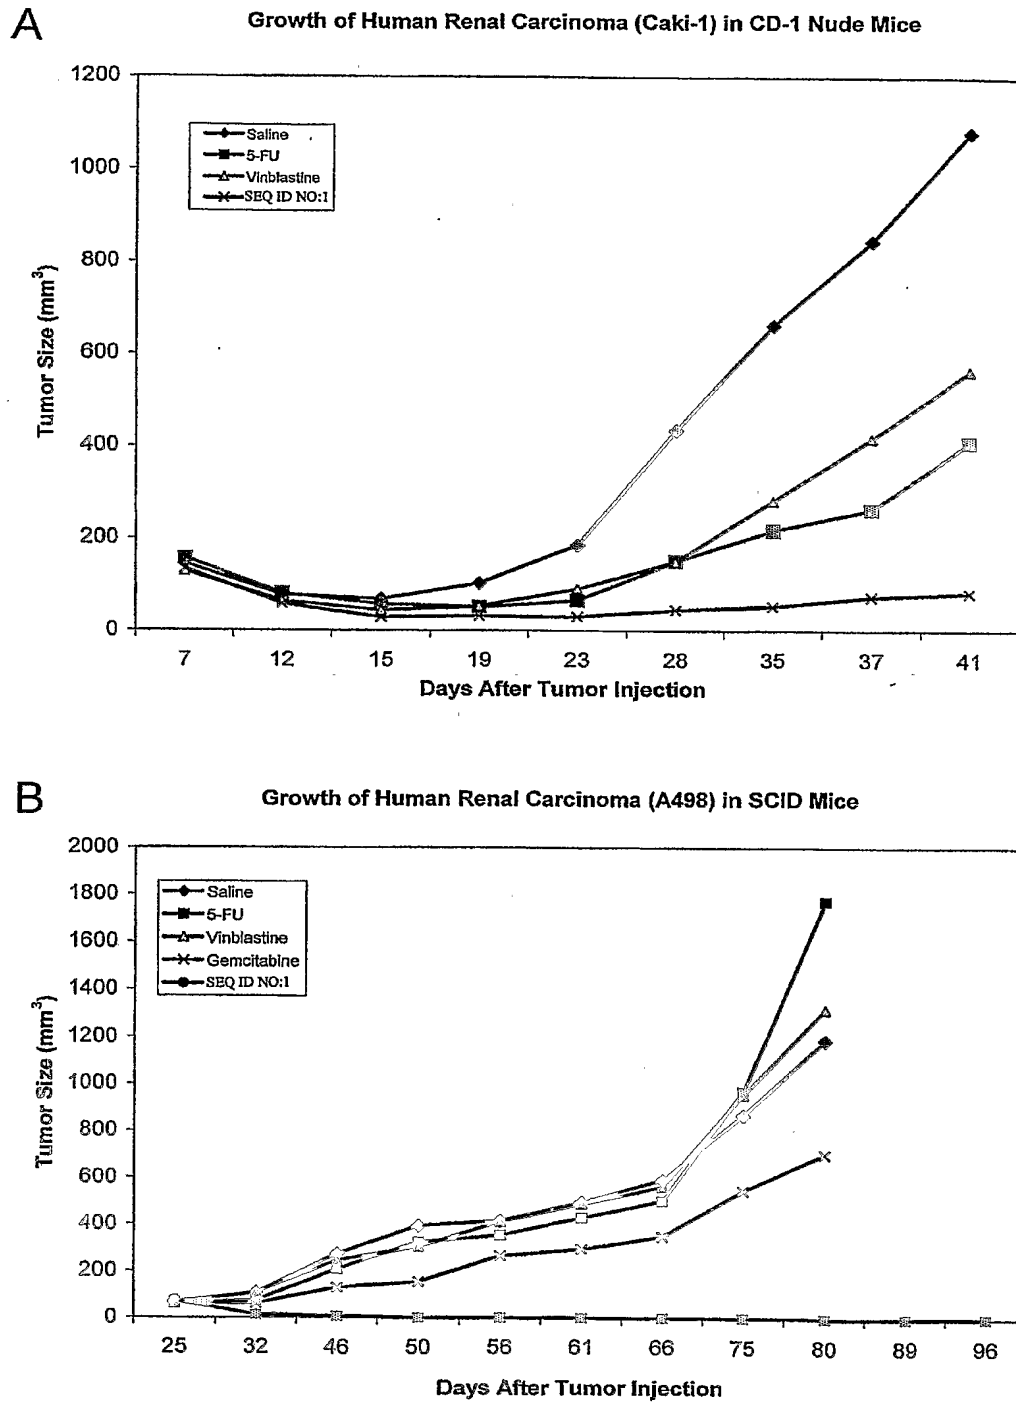 A
Growth of Human Renal Carcinoma (Caki-1) in CD-1 Nude Mice
1200
1000
800
600
400
200
0
Saline
5-FU
Vinblastine
SEQ ID NO:1
Tumor Size (mm³)
7 12 15 19 23 28 35 37 41
Days After Tumor Injection
B
Growth of Human Renal Carcinoma (A498) in SCID Mice
2000
1800
1600
1400
1200
1000
800
600
400
200
0
Saline
5-FU
Vinblastine
Gemcitabine
SEQ ID NO:1
Tumor Size (mm³)
25 32 46 50 56 61 66 75 80 89 96
Days After Tumor Injection